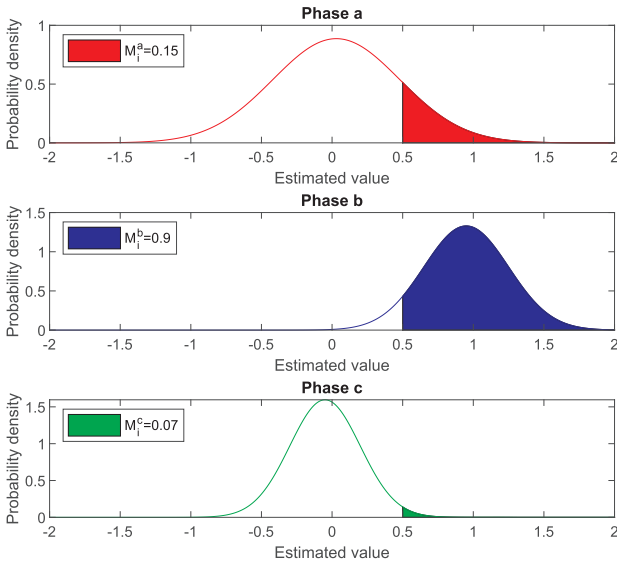 Phase a
Probability density
1
0.5
0
M_i^a=0.15
-2 -1.5 -1 -0.5 0 0.5 1 1.5 2
Estimated value
Phase b
Probability density
1.5
1
0.5
0
M_i^b=0.9
-2 -1.5 -1 -0.5 0 0.5 1 1.5 2
Estimated value
Phase c
Probability density
1.5
1
0.5
0
M_i^c=0.07
-2 -1.5 -1 -0.5 0 0.5 1 1.5 2
Estimated value